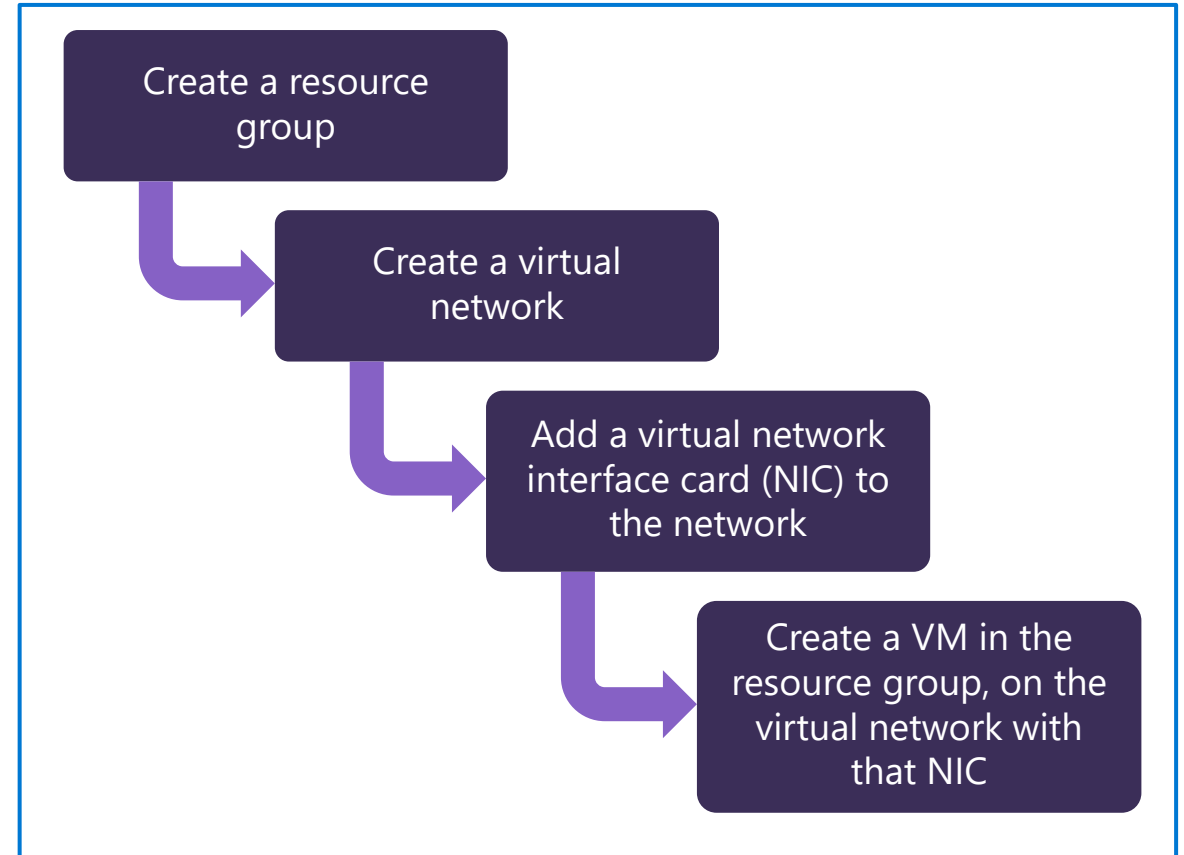 Create a resource
group
Create a virtual
network
Add a virtual network
interface card (NIC) to
the network
Create a VM in the
resource group, on the
virtual network with
that NIC